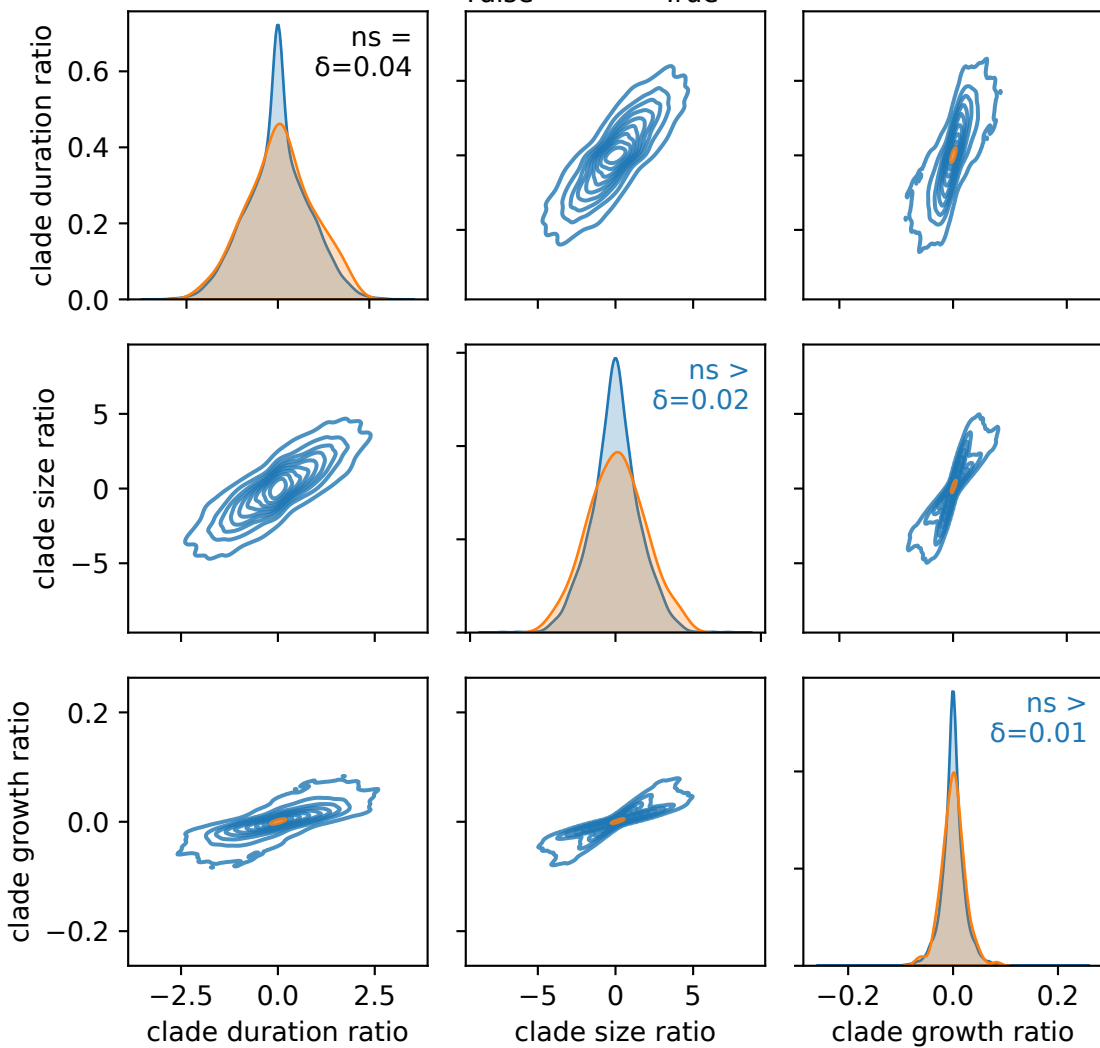 ns =
δ=0.04
clade duration ratio
0.6
0.4
0.2
0.0
ns >
δ=0.02
clade size ratio
5
0
−5
ns >
δ=0.01
clade growth ratio
0.2
0.0
−0.2
−2.5 0.0 2.5
−5 0 5
−0.2 0.0 0.2
clade duration ratio
clade size ratio
clade growth ratio